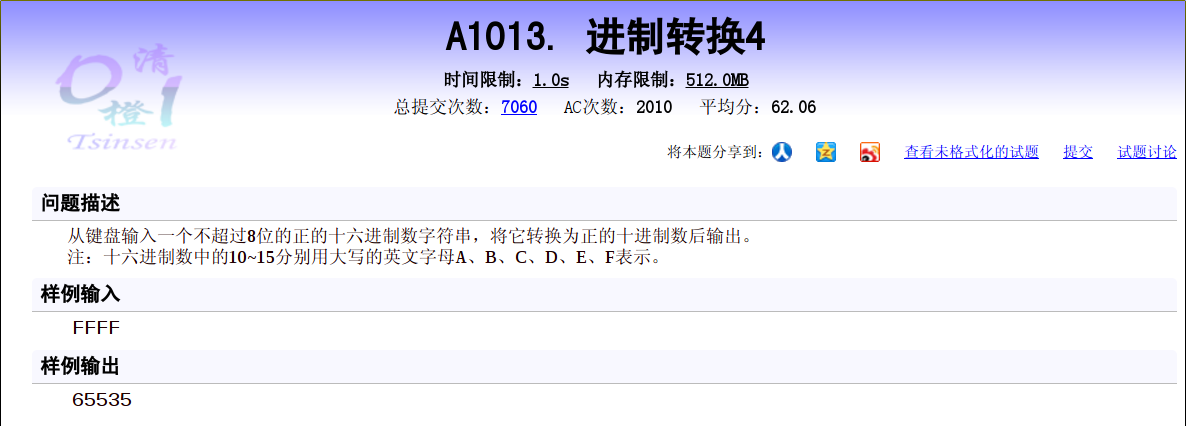 A1013. 进制转换4
时间限制：1.0s 内存限制：512.0MB
总提交次数：7060 AC次数：2010 平均分：62.06
清橙
Tsinsen
将本题分享到： 查看未格式化的试题 提交 试题讨论
问题描述
从键盘输入一个不超过8位的正的十六进制数字符串，将它转换为正的十进制数后输出。
注：十六进制数中的10~15分别用大写的英文字母A、B、C、D、E、F表示。
样例输入
FFFF
样例输出
65535